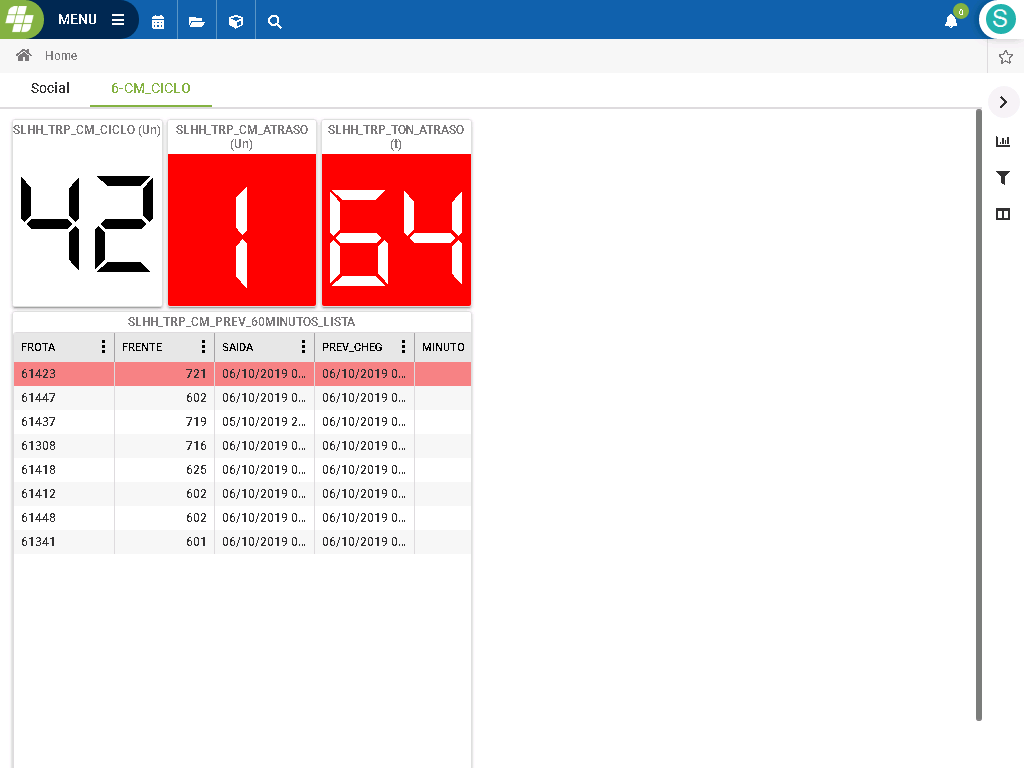 MENU
0
S
Home
Social
6-CM_CICLO
SLHH_TRP_CM_CICLO (Un)
42
SLHH_TRP_CM_ATRASO (Un)
1
SLHH_TRP_TON_ATRASO (t)
64
SLHH_TRP_CM_PREV_60MINUTOS_LISTA
FROTA FRENTE SAIDA PREV_CHEG MINUTO
61423 721 06/10/2019 0... 06/10/2019 0...
61447 602 06/10/2019 0... 06/10/2019 0...
61437 719 05/10/2019 2... 06/10/2019 0...
61308 716 06/10/2019 0... 06/10/2019 0...
61418 625 06/10/2019 0... 06/10/2019 0...
61412 602 06/10/2019 0... 06/10/2019 0...
61448 602 06/10/2019 0... 06/10/2019 0...
61341 601 06/10/2019 0... 06/10/2019 0...